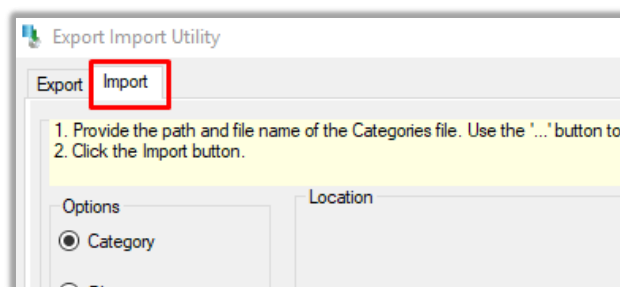 Export Import Utility
Export Import
1. Provide the path and file name of the Categories file. Use the '...' button to
2. Click the Import button.
Options
Location
Category